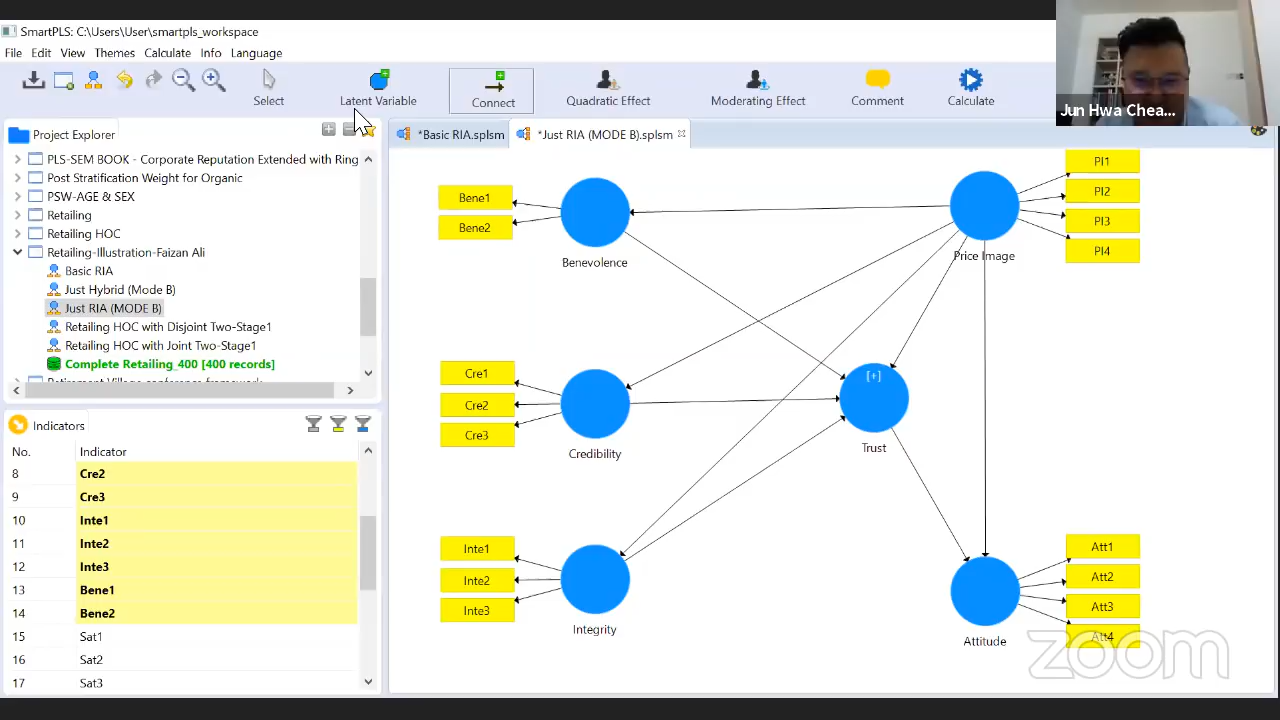 SmartPLS: C:\Users\User\smartpls_workspace
File Edit View Themes Calculate Info Language
Select
Latent Variable
Connect
Quadratic Effect
Moderating Effect
Comment
Calculate
Jun Hwa Chea...
Project Explorer
PLS-SEM BOOK - Corporate Reputation Extended with Ring
Post Stratification Weight for Organic
PSW-AGE & SEX
Retailing
Retailing HOC
Retailing-Illustration-Faizan Ali
Basic RIA
Just Hybrid (Mode B)
Just RIA (MODE B)
Retailing HOC with Disjoint Two-Stage1
Retailing HOC with Joint Two-Stage1
Complete Retailing_400 [400 records]
Indicators
No. Indicator
8 Cre2
9 Cre3
10 Inte1
11 Inte2
12 Inte3
13 Bene1
14 Bene2
15 Sat1
16 Sat2
17 Sat3
*Basic RIA.splsm
*Just RIA (MODE B).splsm
Bene1
Bene2
Benevolence
PI1
PI2
PI3
PI4
Price Image
Cre1
Cre2
Cre3
Credibility
[+]
Trust
Inte1
Inte2
Inte3
Integrity
Att1
Att2
Att3
Att4
Attitude
zoom